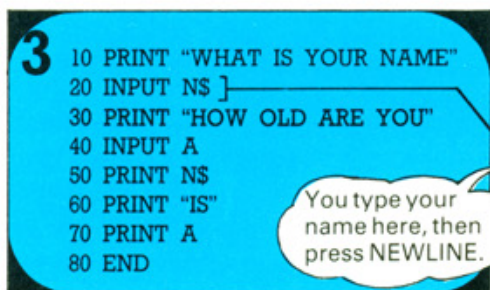 3
10 PRINT "WHAT IS YOUR NAME"
20 INPUT N$
30 PRINT "HOW OLD ARE YOU"
40 INPUT A
50 PRINT N$
60 PRINT "IS"
70 PRINT A
80 END
You type your
name here, then
press NEWLINE.